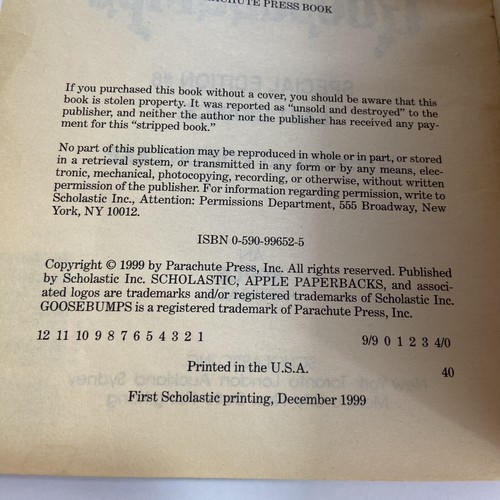 PRESS BOOK
If you purchased this book without a cover, you should be aware that this
book is stolen property. It was reported as “unsold and destroyed” to the
publisher, and neither the author nor the publisher has received any pay-
ment for this “stripped book.”
No part of this publication may be reproduced in whole or in part, or stored
in a retrieval system, or transmitted in any form or by any means, elec-
tronic, mechanical, photocopying, recording, or otherwise, without written
permission of the publisher. For information regarding permission, write to
Scholastic Inc., Attention: Permissions Department, 555 Broadway, New
York, NY 10012.
ISBN 0-590-99652-5
Copyright © 1999 by Parachute Press, Inc. All rights reserved. Published
by Scholastic Inc. SCHOLASTIC, APPLE PAPERBACKS, and associ-
ated logos are trademarks and/or registered trademarks of Scholastic Inc.
GOOSEBUMPS is a registered trademark of Parachute Press, Inc.
12 11 10 9 8 7 6 5 4 3 2 1 9/9 0 1 2 3 4/0
Printed in the U.S.A. 40
First Scholastic printing, December 1999